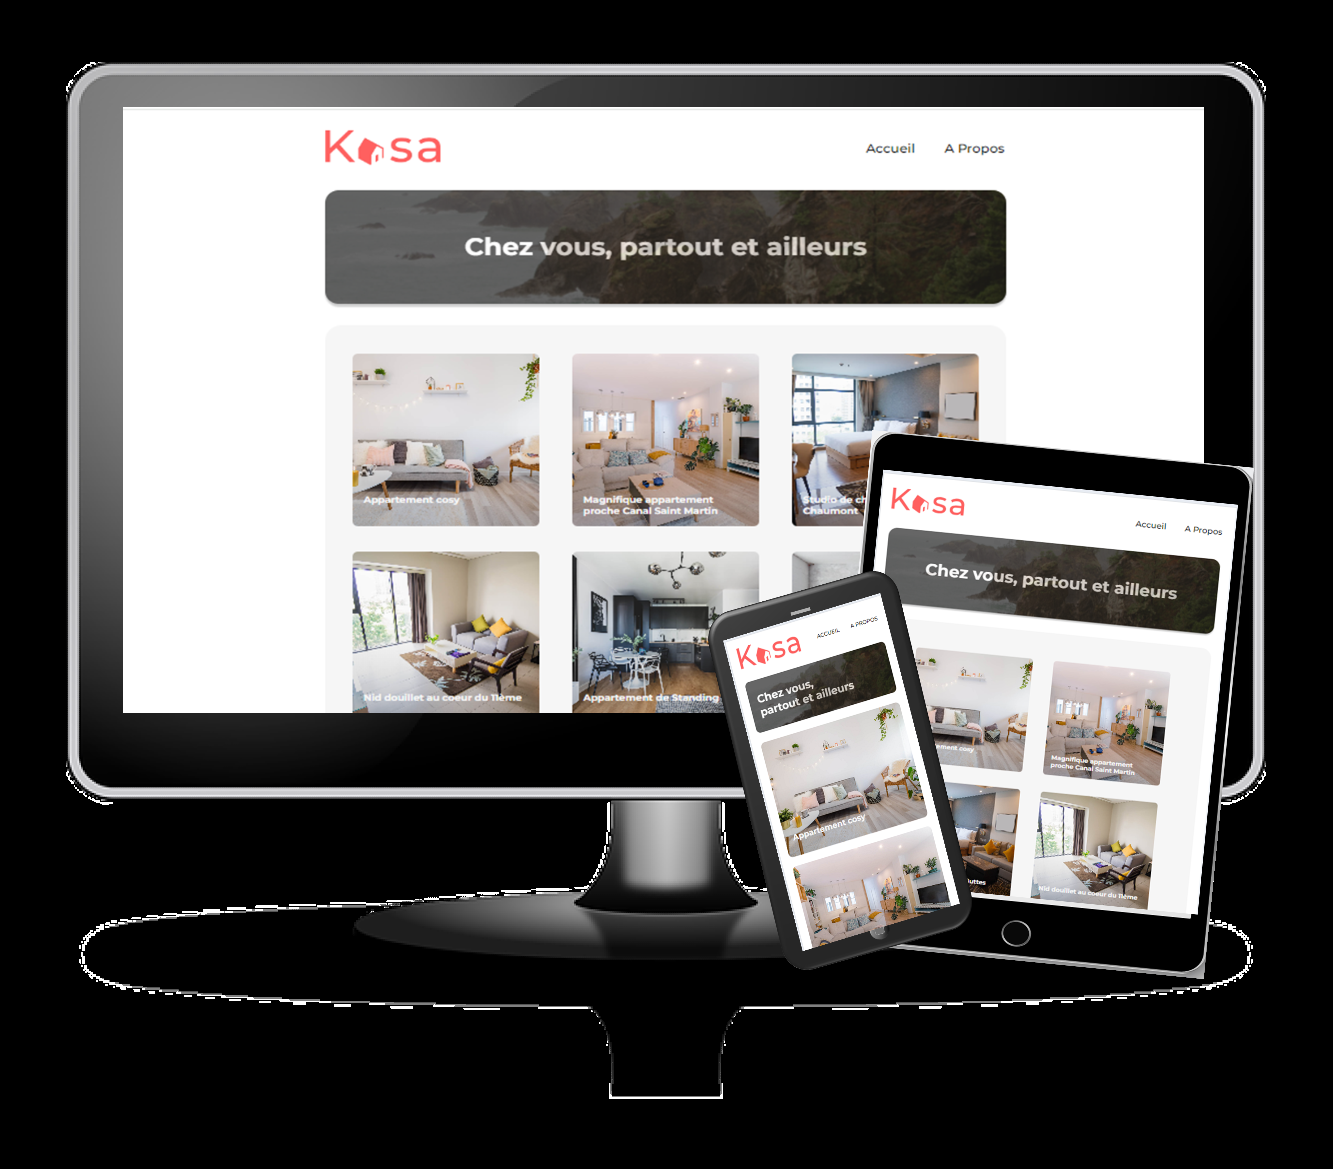 Kasa
Accueil A Propos
Chez vous, partout et ailleurs
Appartement cosy
Magnifique appartement
proche Canal Saint Martin
Studio de ch
Chaumont
Nid douillet au coeur du 11ème
Appartement de Standing
Kasa
Accueil A Propos
Chez vous, partout et ailleurs
ement cosy
Magnifique appartement
proche Canal Saint Martin
uttes
Nid douillet au coeur du 11ème
Kasa
ACCUEIL A PROPOS
Chez vous,
partout et ailleurs
Appartement cosy